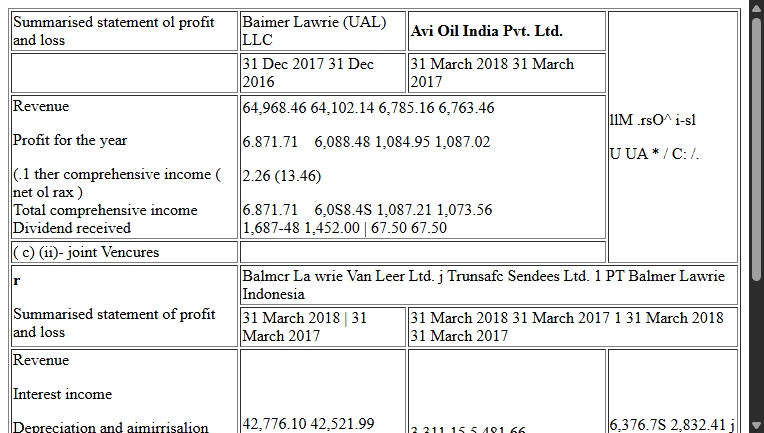 Summarised statement ol profit
and loss
Baimer Lawrie (UAL)
LLC
Avi Oil India Pvt. Ltd.
31 Dec 2017 31 Dec
2016
31 March 2018 31 March
2017
llM .rsO^ i-sl
U UA * / C: /.
Revenue
64,968.46 64,102.14 6,785.16 6,763.46
Profit for the year
6.871.71 6,088.48 1,084.95 1,087.02
(.1 ther comprehensive income (
net ol rax )
2.26 (13.46)
Total comprehensive income
6.871.71 6,0S8.4S 1,087.21 1,073.56
Dividend received
1,687-48 1,452.00 | 67.50 67.50
( c) (ii)- joint Vencures
r
Balmcr La wrie Van Leer Ltd. j Trunsafc Sendees Ltd. 1 PT Balmer Lawrie
Indonesia
Summarised statement of profit
and loss
31 March 2018 | 31
March 2017
31 March 2018 31 March 2017 1 31 March 2018
31 March 2017
Revenue
Interest income
Depreciation and aimirrisalion
42,776.10 42,521.99
3,311.15 5,481.66
6,376.7S 2,832.41 j